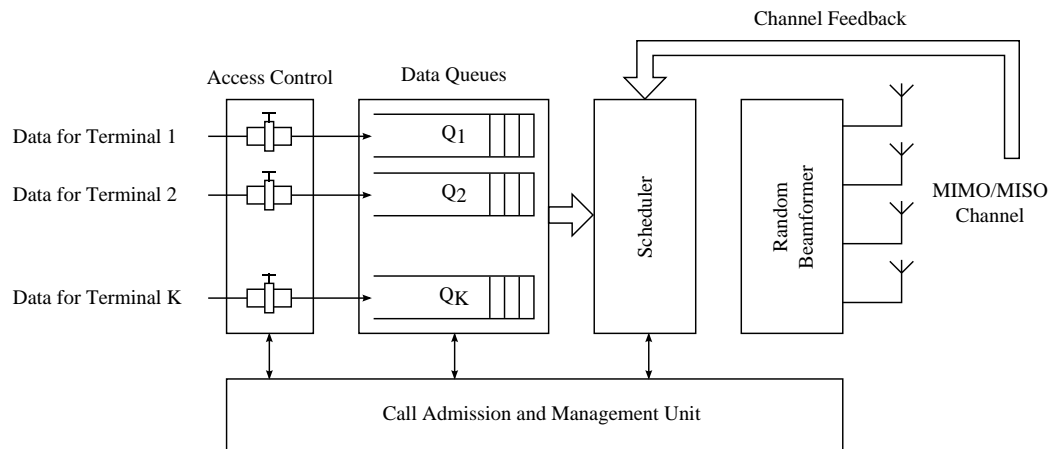 Channel Feedback
Access Control
Data Queues
Data for Terminal 1
Q1
Data for Terminal 2
Q2
Data for Terminal K
QK
Scheduler
Random
Beamformer
MIMO/MISO
Channel
Call Admission and Management Unit